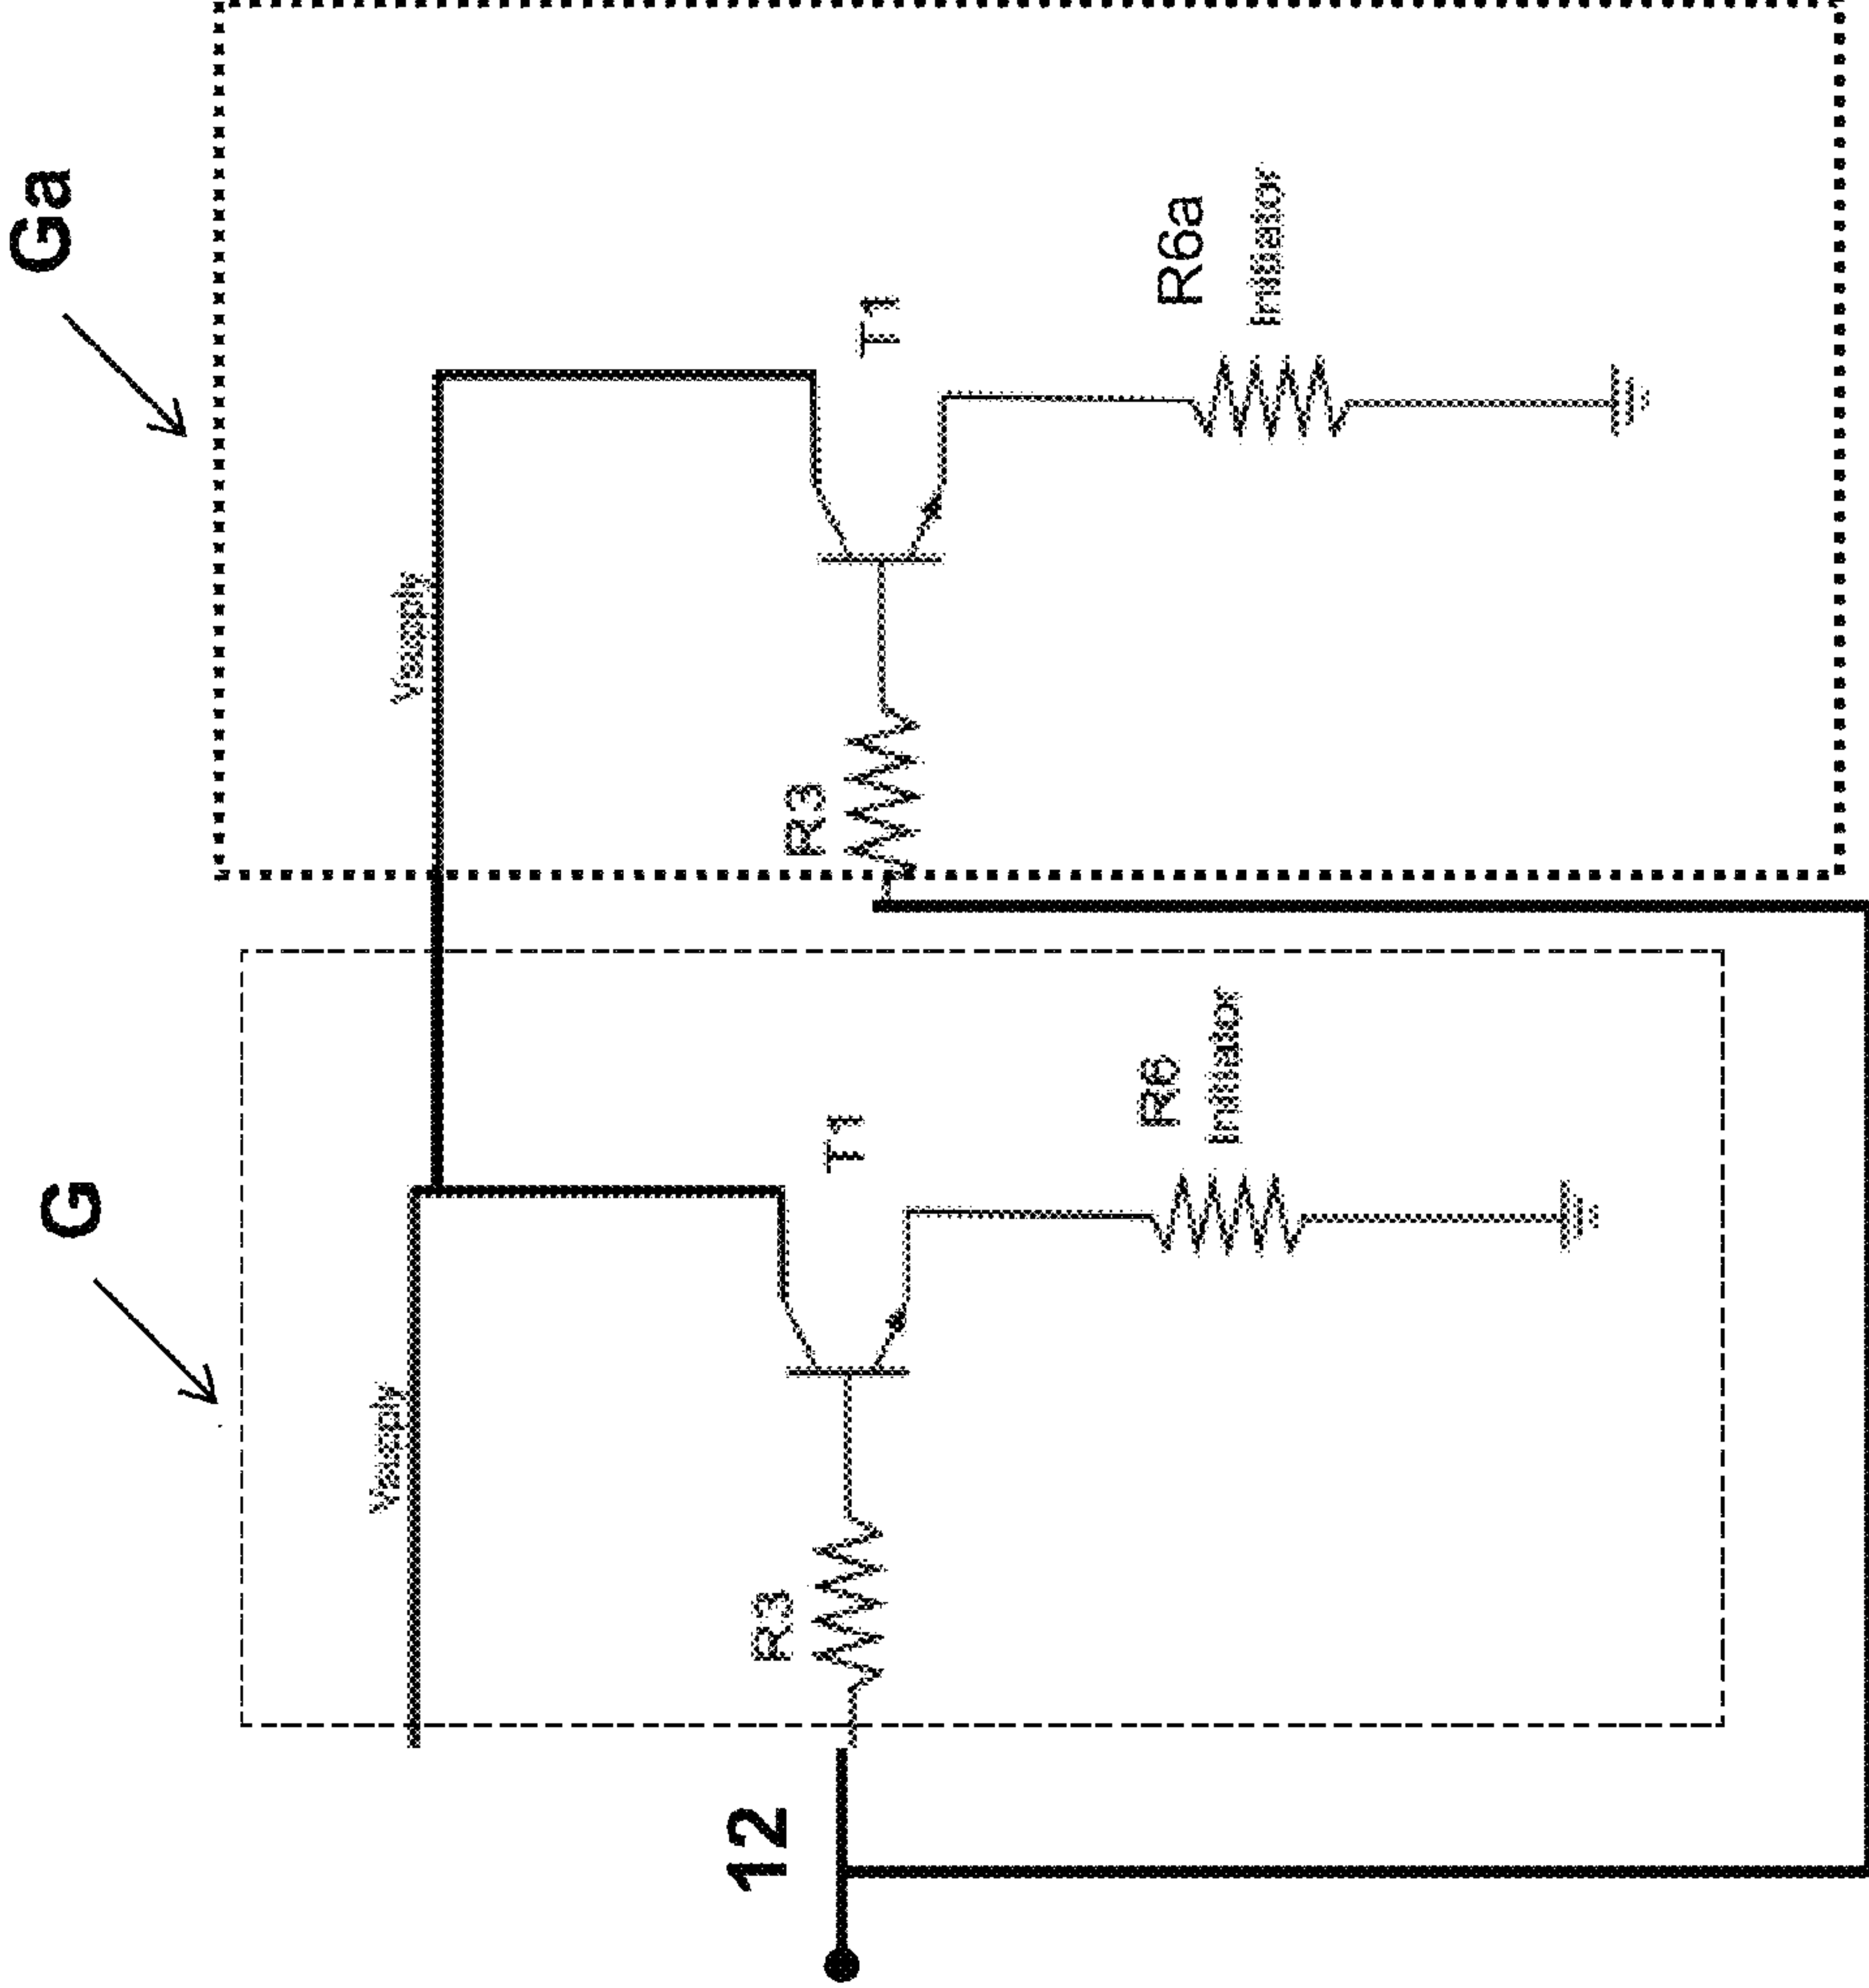 G
Ga
Vsupply
Vsupply
12
R3
T1
R3
T1
R6
Initiator
R6a
Initiator